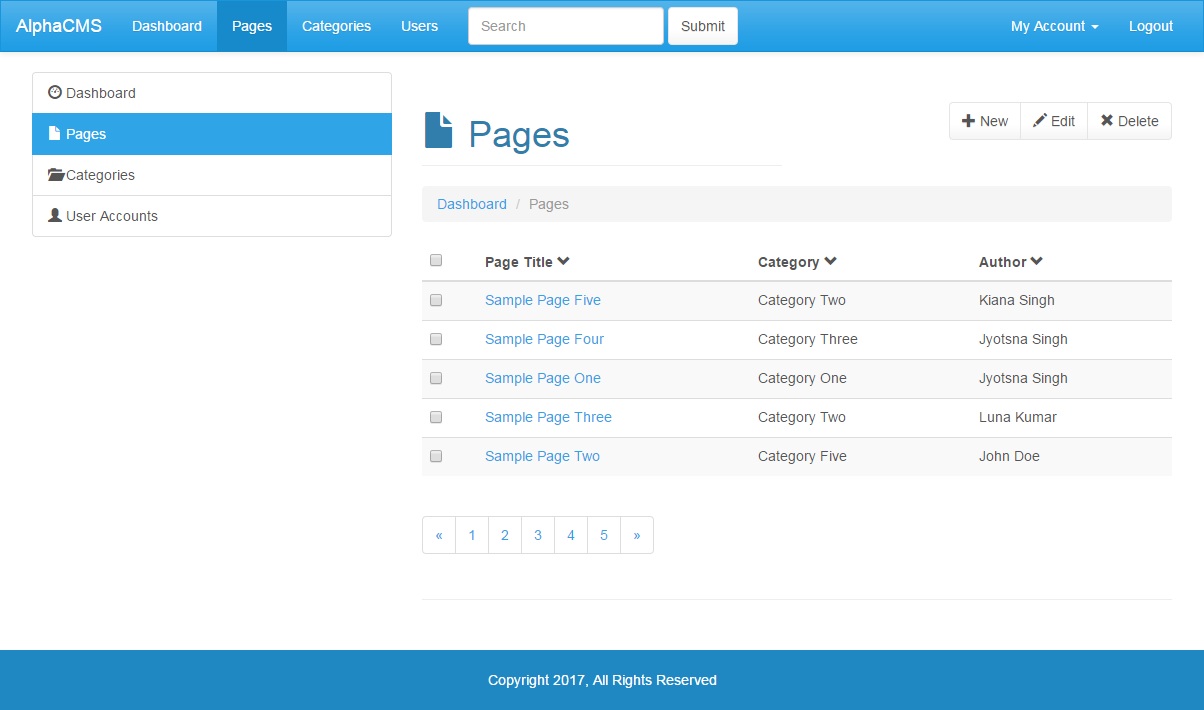 AlphaCMS Dashboard Pages Categories Users Search Submit My Account Logout
Dashboard
Pages
Categories
User Accounts
Pages
New Edit Delete
Dashboard / Pages
Page Title Category Author
Sample Page Five Category Two Kiana Singh
Sample Page Four Category Three Jyotsna Singh
Sample Page One Category One Jyotsna Singh
Sample Page Three Category Two Luna Kumar
Sample Page Two Category Five John Doe
« 1 2 3 4 5 »
Copyright 2017, All Rights Reserved